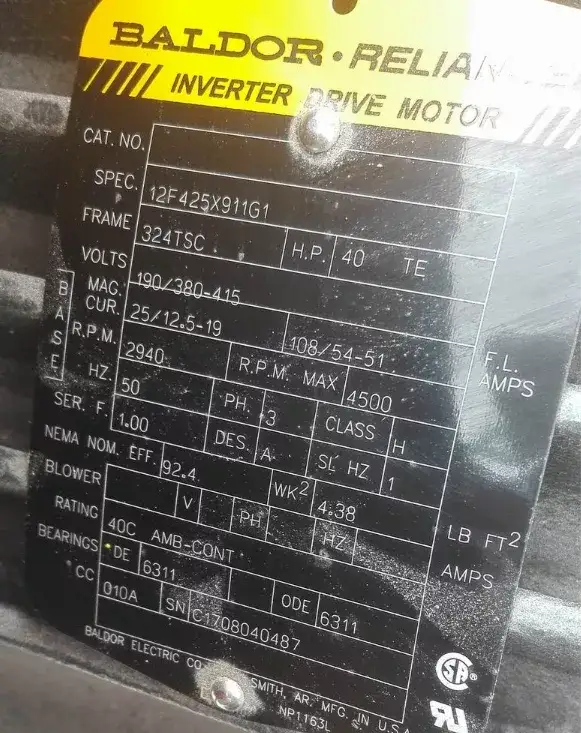 BALDOR · RELIA
INVERTER DRIVE MOTOR
CAT. NO.
SPEC. 12F425X911G1
FRAME 324TSC H.P. 40 TE
VOLTS 190/380-415
MAG. CUR. 25/12.5-19 108/54-51 F.L. AMPS
BASE R.P.M. 2940 R.P.M. MAX 4500
HZ. 50 PH. 3 CLASS H
SER. F. 1.00 DES. A SL HZ 1
NEMA NOM. EFF. 92.4 WK2 4.38 LB FT2
BLOWER V PH HZ AMPS
RATING 40C AMB-CONT
BEARINGS DE 6311 ODE 6311
CC 010A SN C1708040487
BALDOR ELECTRIC CO SMITH, AR. MFG. IN U.S.A
NP1163L
SA®